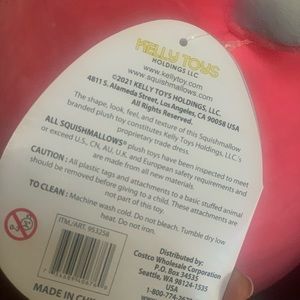 KELLY TOYS
HOLDINGS LLC
www.kellytoy.com
www.squishmallows.com
©2021 KELLY TOYS HOLDINGS, LLC.
4811 S. Alameda Street, Los Angeles, CA 90058 USA
All Rights Reserved.
The shape, look, feel, and texture of this Squishmallow
branded plush toy constitutes Kelly Toys Holdings, LLC.'s
proprietary trade dress.
ALL SQUISHMALLOWS plush toys have been inspected to meet
or exceed U.S., CN, AU, U.K. and European safety requirements and
are made from all new materials
CAUTION: All plastic tags and attachments to a basic stuffed animal
should be removed before giving to a child. These attachments are
not part of the toy.
TO CLEAN: Machine wash cold. Do not bleach. Tumble dry low
heat. Do not iron.
ITM./ART. 953258
Distributed by:
Costco Wholesale Corporation
P.O. Box 34535
Seattle, WA 98124-1535
USA
MADE IN